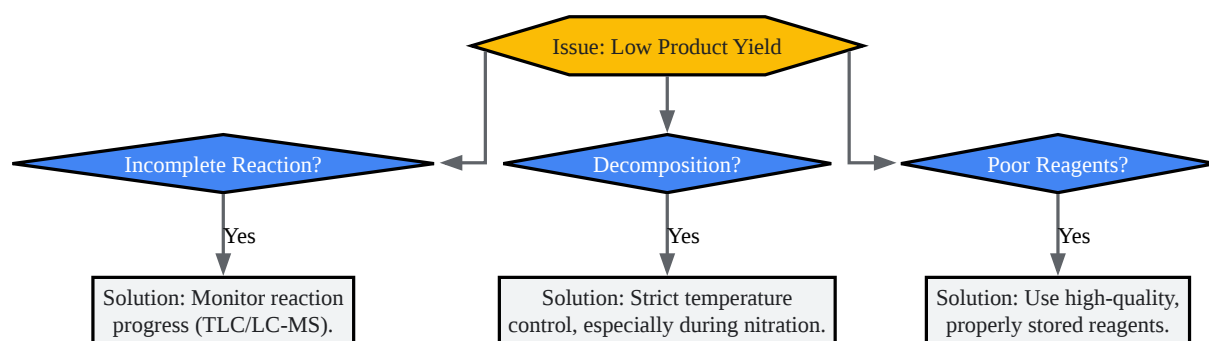 Issue: Low Product Yield
Incomplete Reaction?
Decomposition?
Poor Reagents?
Yes
Yes
Yes
Solution: Monitor reaction
progress (TLC/LC-MS).
Solution: Strict temperature
control, especially during nitration.
Solution: Use high-quality,
properly stored reagents.